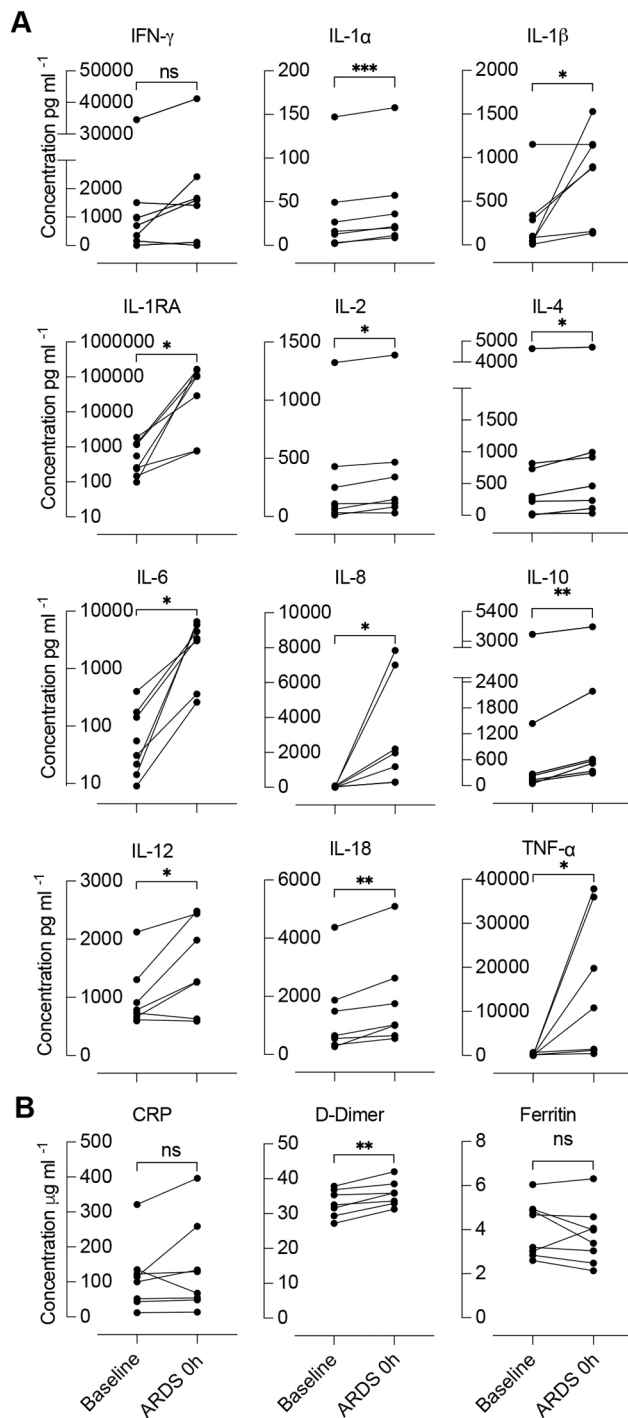 A
IFN-γ IL-1α IL-1β
Concentration pg ml -1
50000 40000 30000 2000 1000 0
ns
200 150 100 50 0
***
2000 1500 1000 500 0
*
IL-1RA IL-2 IL-4
Concentration pg ml -1
1000000 100000 10000 1000 100 10
*
1500 1000 500 0
*
5000 4000 1500 1000 500 0
*
IL-6 IL-8 IL-10
Concentration pg ml -1
10000 1000 100 10
*
10000 8000 6000 4000 2000 0
*
5400 3000 2400 1800 1200 600 0
**
IL-12 IL-18 TNF-α
Concentration pg ml -1
3000 2000 1000 0
*
6000 4000 2000 0
**
40000 30000 20000 10000 0
*
B
CRP D-Dimer Ferritin
Concentration μg ml -1
500 400 300 200 100 0
ns
50 40 30 20 10 0
**
8 6 4 2 0
ns
Baseline ARDS 0h Baseline ARDS 0h Baseline ARDS 0h